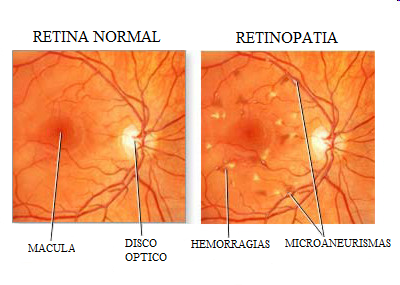 RETINA NORMAL
RETINOPATIA
MACULA
DISCO
OPTICO
HEMORRAGIAS
MICROANEURISMAS